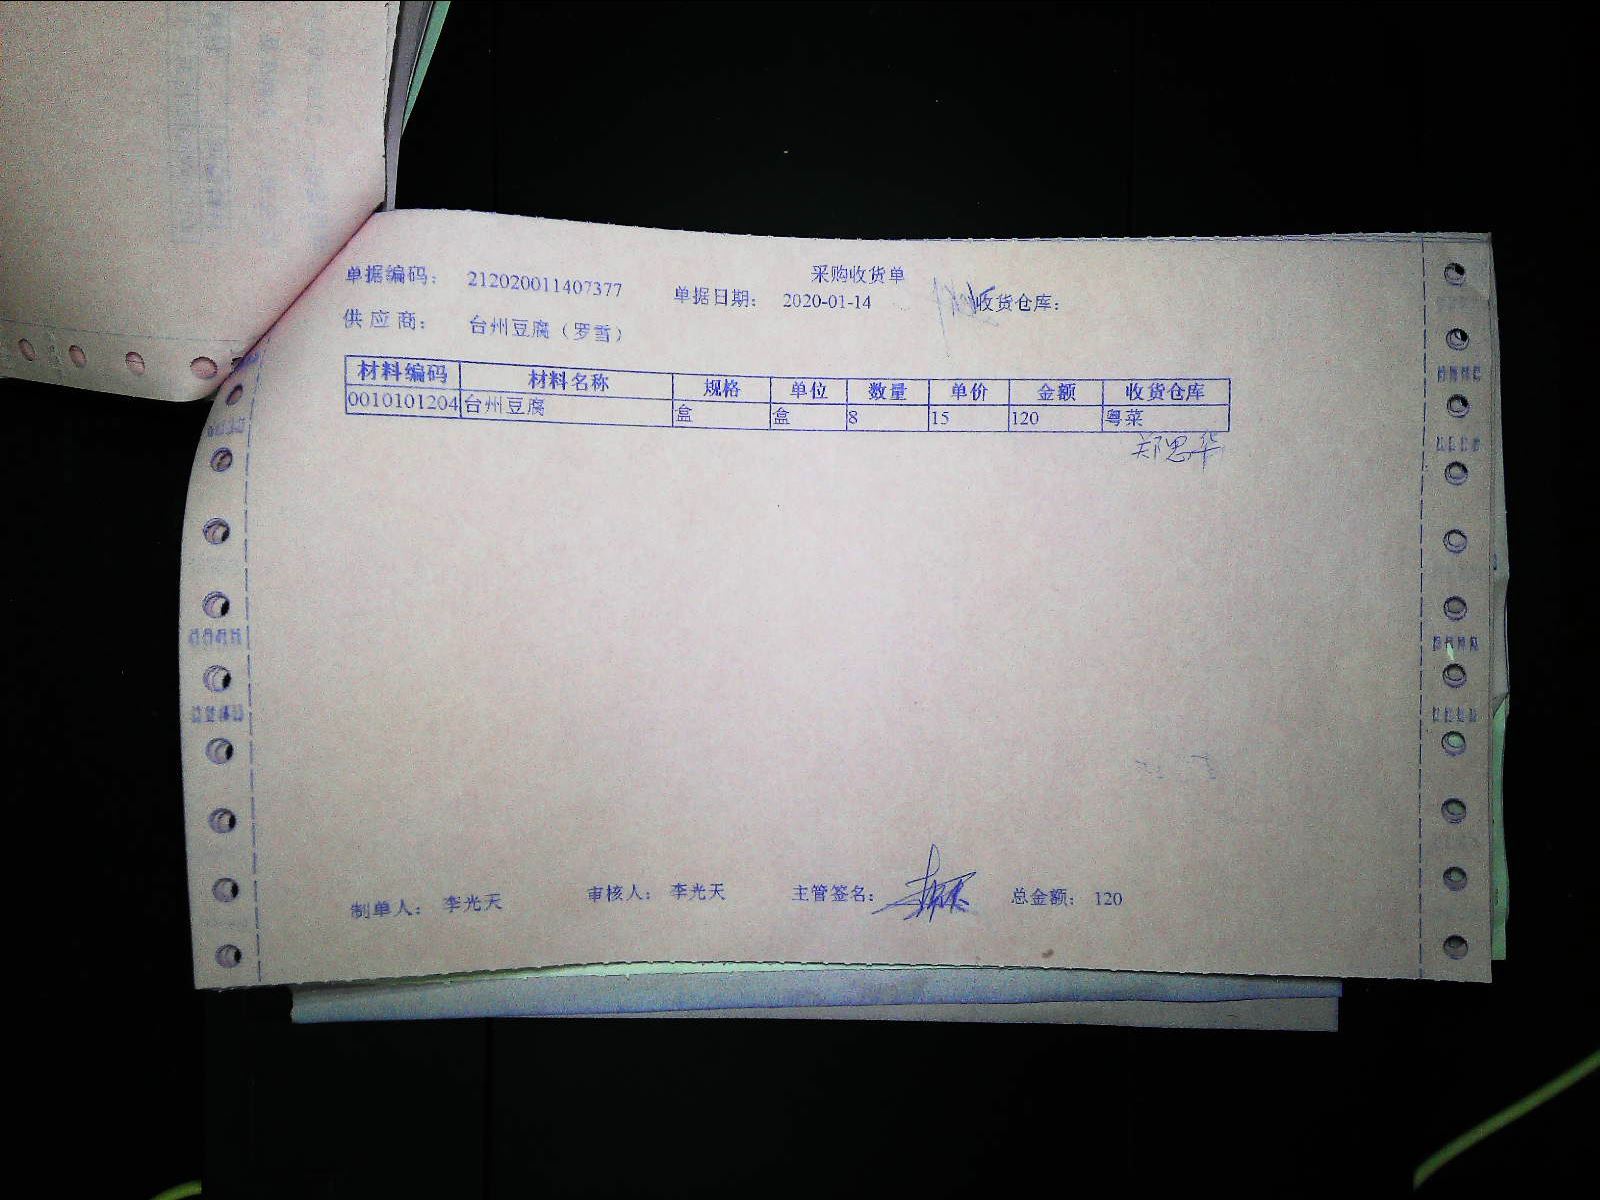 采购收货单
单据编码： 212020011407377 单据日期： 2020-01-14 收货仓库：
供应商： 台州豆腐（罗雪）
材料编码 材料名称 规格 单位 数量 单价 金额 收货仓库
0010101204 台州豆腐 盒 盒 8 15 120 粤菜
郑思华
制单人： 李光天 审核人： 李光天 主管签名： 总金额： 120